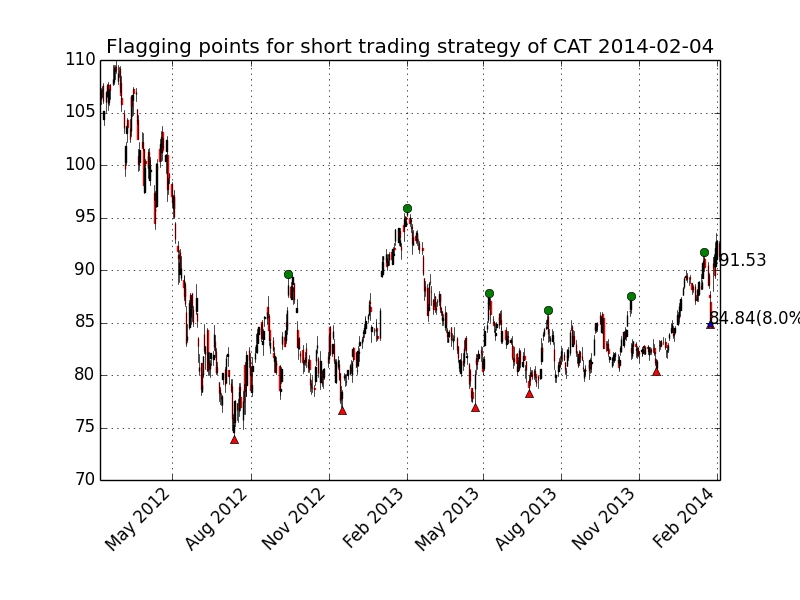 Flagging points for short trading strategy of CAT 2014-02-04
110
105
100
95
90
85
80
75
70
91.53
84.84(8.0%
May 2012
Aug 2012
Nov 2012
Feb 2013
May 2013
Aug 2013
Nov 2013
Feb 2014